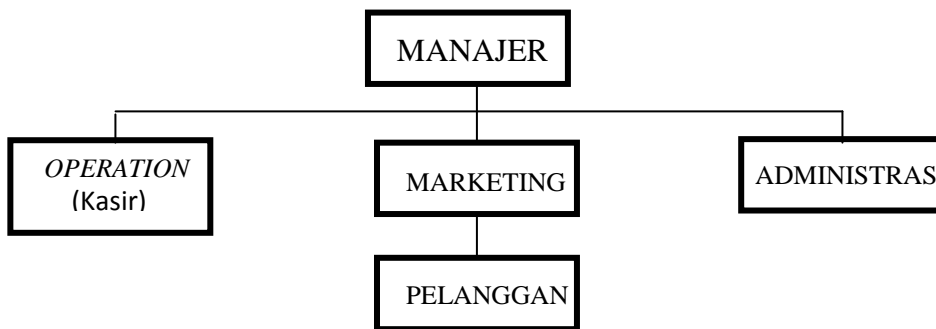 MANAJER
OPERATION
(Kasir)
MARKETING
ADMINISTRAS
PELANGGAN